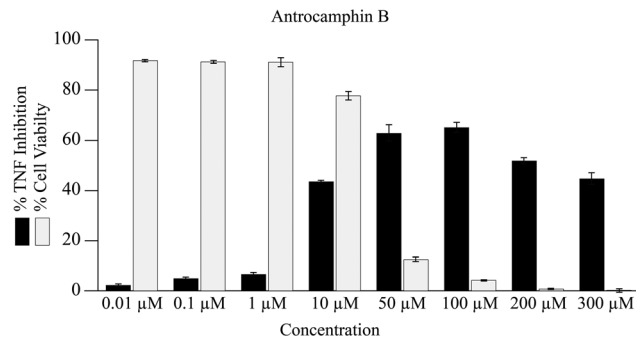 Antrocamphin B
100
80
60
40
20
0
% TNF Inhibition
% Cell Viabilty
0.01 µM 0.1 µM 1 µM 10 µM 50 µM 100 µM 200 µM 300 µM
Concentration